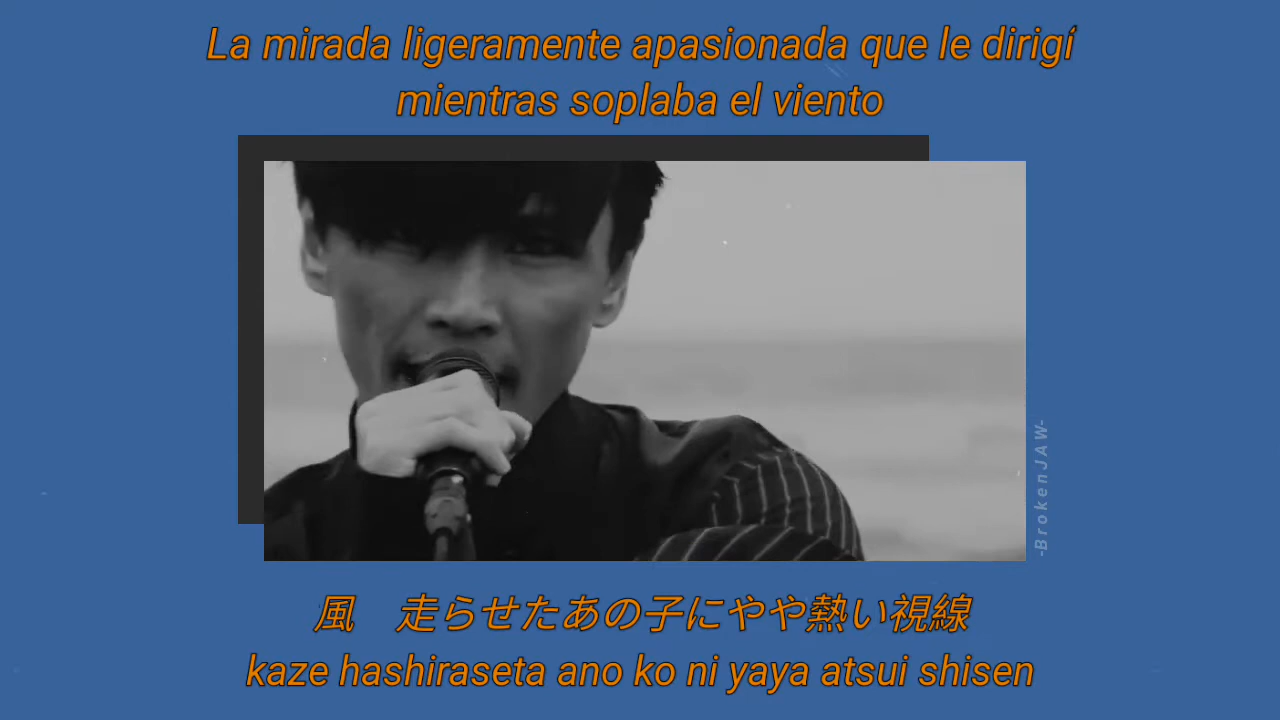 La mirada ligeramente apasionada que le dirigí
mientras soplaba el viento
-BrokenJAW-
風　走らせたあの子にやや熱い視線
kaze hashiraseta ano ko ni yaya atsui shisen